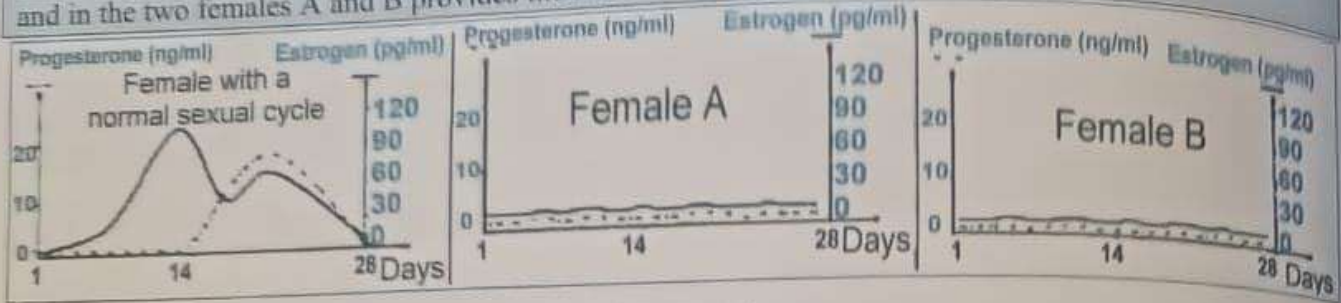 and in the two females A and B
Progesterone (ng/ml) Estrogen (pg/ml)
Female with a
normal sexual cycle
20
10
0
120
90
60
30
0
1 14 28 Days
Progesterone (ng/ml) Estrogen (pg/ml)
Female A
20
10
0
120
90
60
30
0
1 14 28 Days
Progesterone (ng/ml) Estrogen (pg/ml)
Female B
20
10
0
120
90
60
30
0
1 14 28 Days